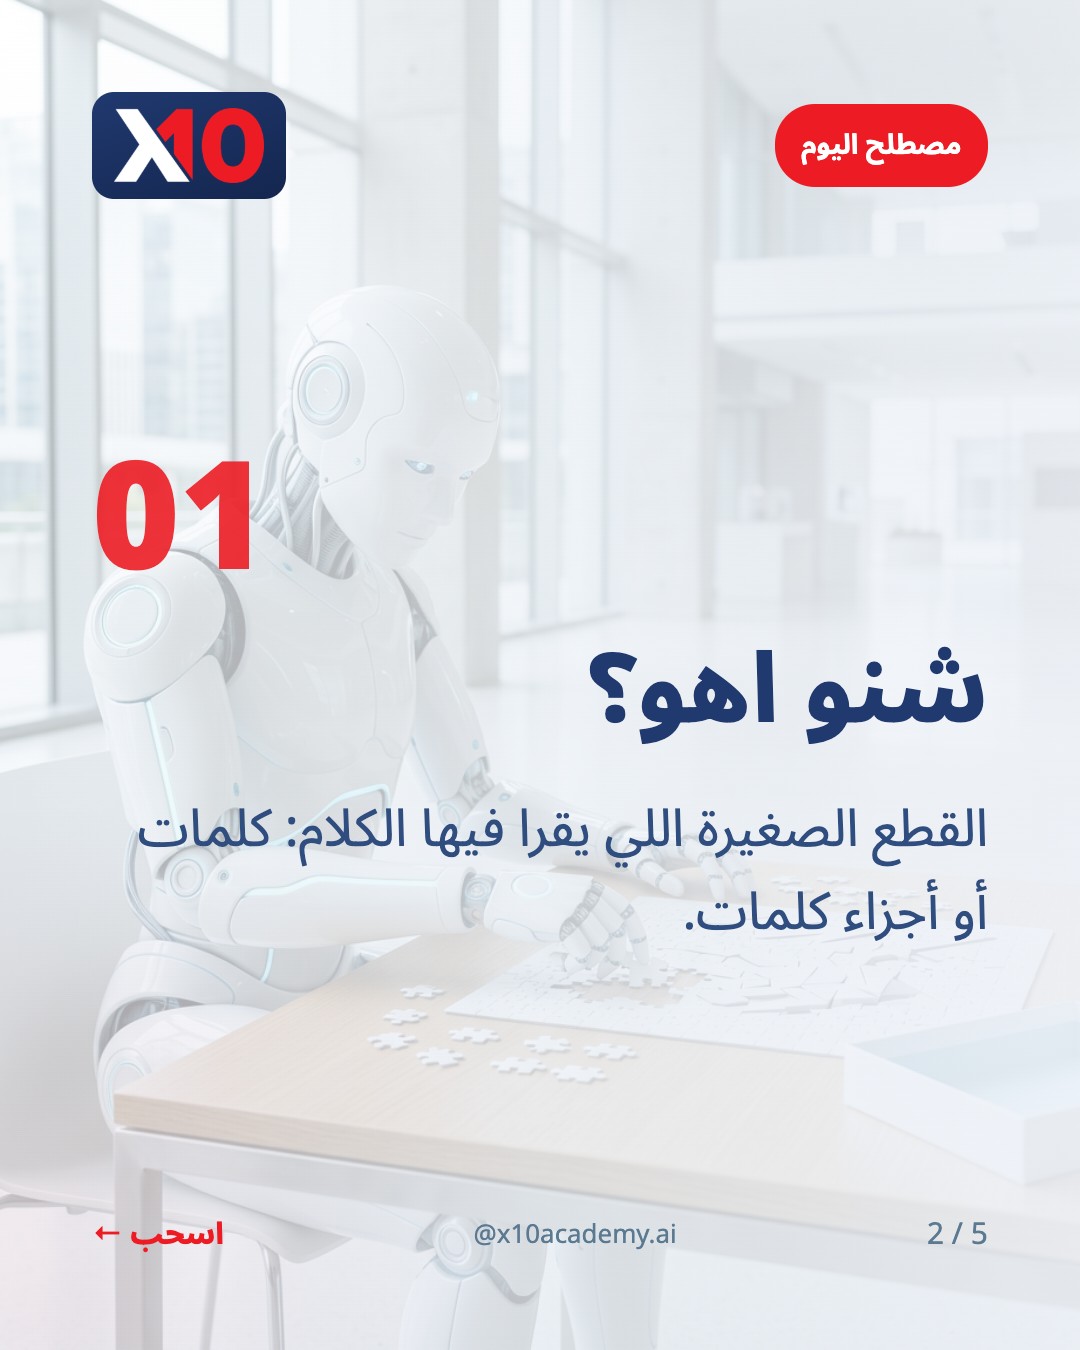 X10
مصطلح اليوم
01
شنو اهو؟
القطع الصغيرة اللي يقرا فيها الكلام: كلمات
أو أجزاء كلمات.
2 / 5
@x10academy.ai
اسحب ←